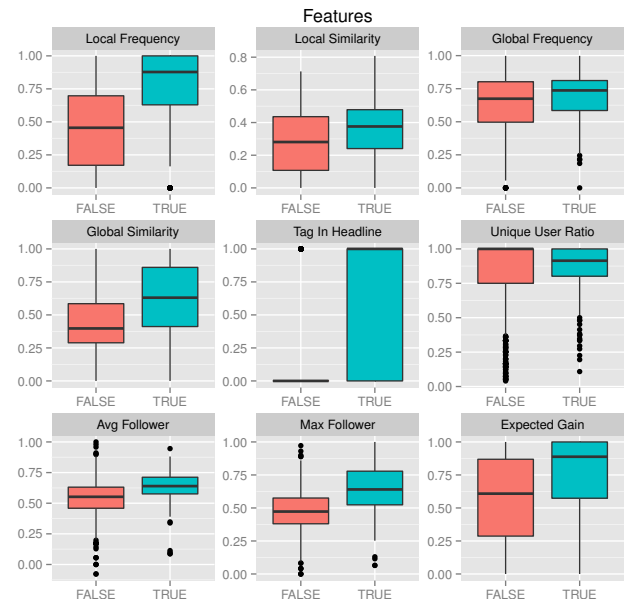 Features
Local Frequency Local Similarity Global Frequency
1.00 0.75 0.50 0.25 0.00
0.8 0.6 0.4 0.2 0.0
1.00 0.75 0.50 0.25 0.00
FALSE TRUE FALSE TRUE FALSE TRUE
Global Similarity Tag In Headline Unique User Ratio
1.00 0.75 0.50 0.25 0.00
1.00 0.75 0.50 0.25 0.00
1.00 0.75 0.50 0.25 0.00
FALSE TRUE FALSE TRUE FALSE TRUE
Avg Follower Max Follower Expected Gain
1.00 0.75 0.50 0.25 0.00
1.00 0.75 0.50 0.25 0.00
1.00 0.75 0.50 0.25 0.00
FALSE TRUE FALSE TRUE FALSE TRUE